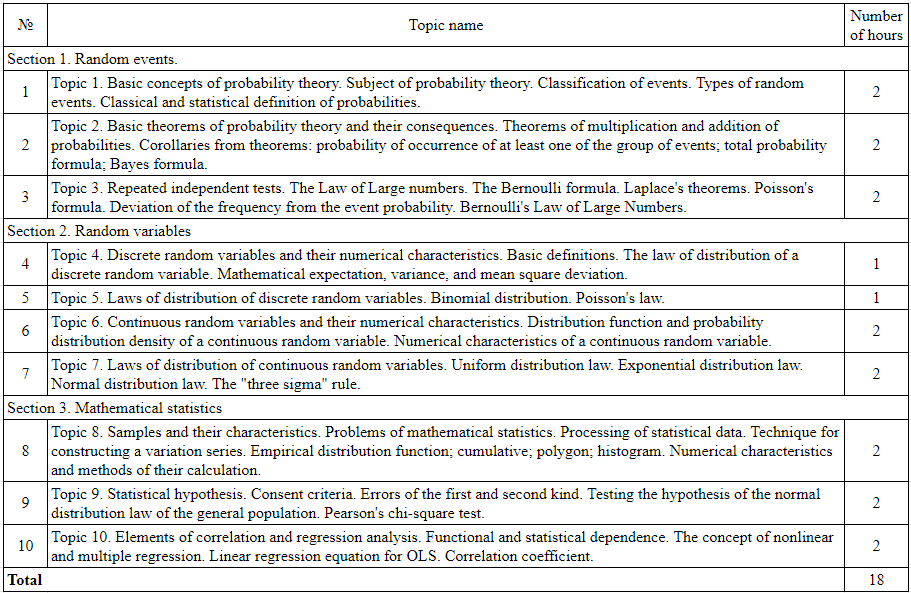 № Topic name Number of hours
Section 1. Random events.
1 Topic 1. Basic concepts of probability theory. Subject of probability theory. Classification of events. Types of random
events. Classical and statistical definition of probabilities. 2
2 Topic 2. Basic theorems of probability theory and their consequences. Theorems of multiplication and addition of
probabilities. Corollaries from theorems: probability of occurrence of at least one of the group of events; total probability
formula; Bayes formula. 2
3 Topic 3. Repeated independent tests. The Law of Large numbers. The Bernoulli formula. Laplace's theorems. Poisson's
formula. Deviation of the frequency from the event probability. Bernoulli's Law of Large Numbers. 2
Section 2. Random variables
4 Topic 4. Discrete random variables and their numerical characteristics. Basic definitions. The law of distribution of a
discrete random variable. Mathematical expectation, variance, and mean square deviation. 1
5 Topic 5. Laws of distribution of discrete random variables. Binomial distribution. Poisson's law. 1
6 Topic 6. Continuous random variables and their numerical characteristics. Distribution function and probability
distribution density of a continuous random variable. Numerical characteristics of a continuous random variable. 2
7 Topic 7. Laws of distribution of continuous random variables. Uniform distribution law. Exponential distribution law.
Normal distribution law. The "three sigma" rule. 2
Section 3. Mathematical statistics
8 Topic 8. Samples and their characteristics. Problems of mathematical statistics. Processing of statistical data. Technique for
constructing a variation series. Empirical distribution function; cumulative; polygon; histogram. Numerical characteristics
and methods of their calculation. 2
9 Topic 9. Statistical hypothesis. Consent criteria. Errors of the first and second kind. Testing the hypothesis of the normal
distribution law of the general population. Pearson's chi-square test. 2
10 Topic 10. Elements of correlation and regression analysis. Functional and statistical dependence. The concept of nonlinear
and multiple regression. Linear regression equation for OLS. Correlation coefficient. 2
Total 18